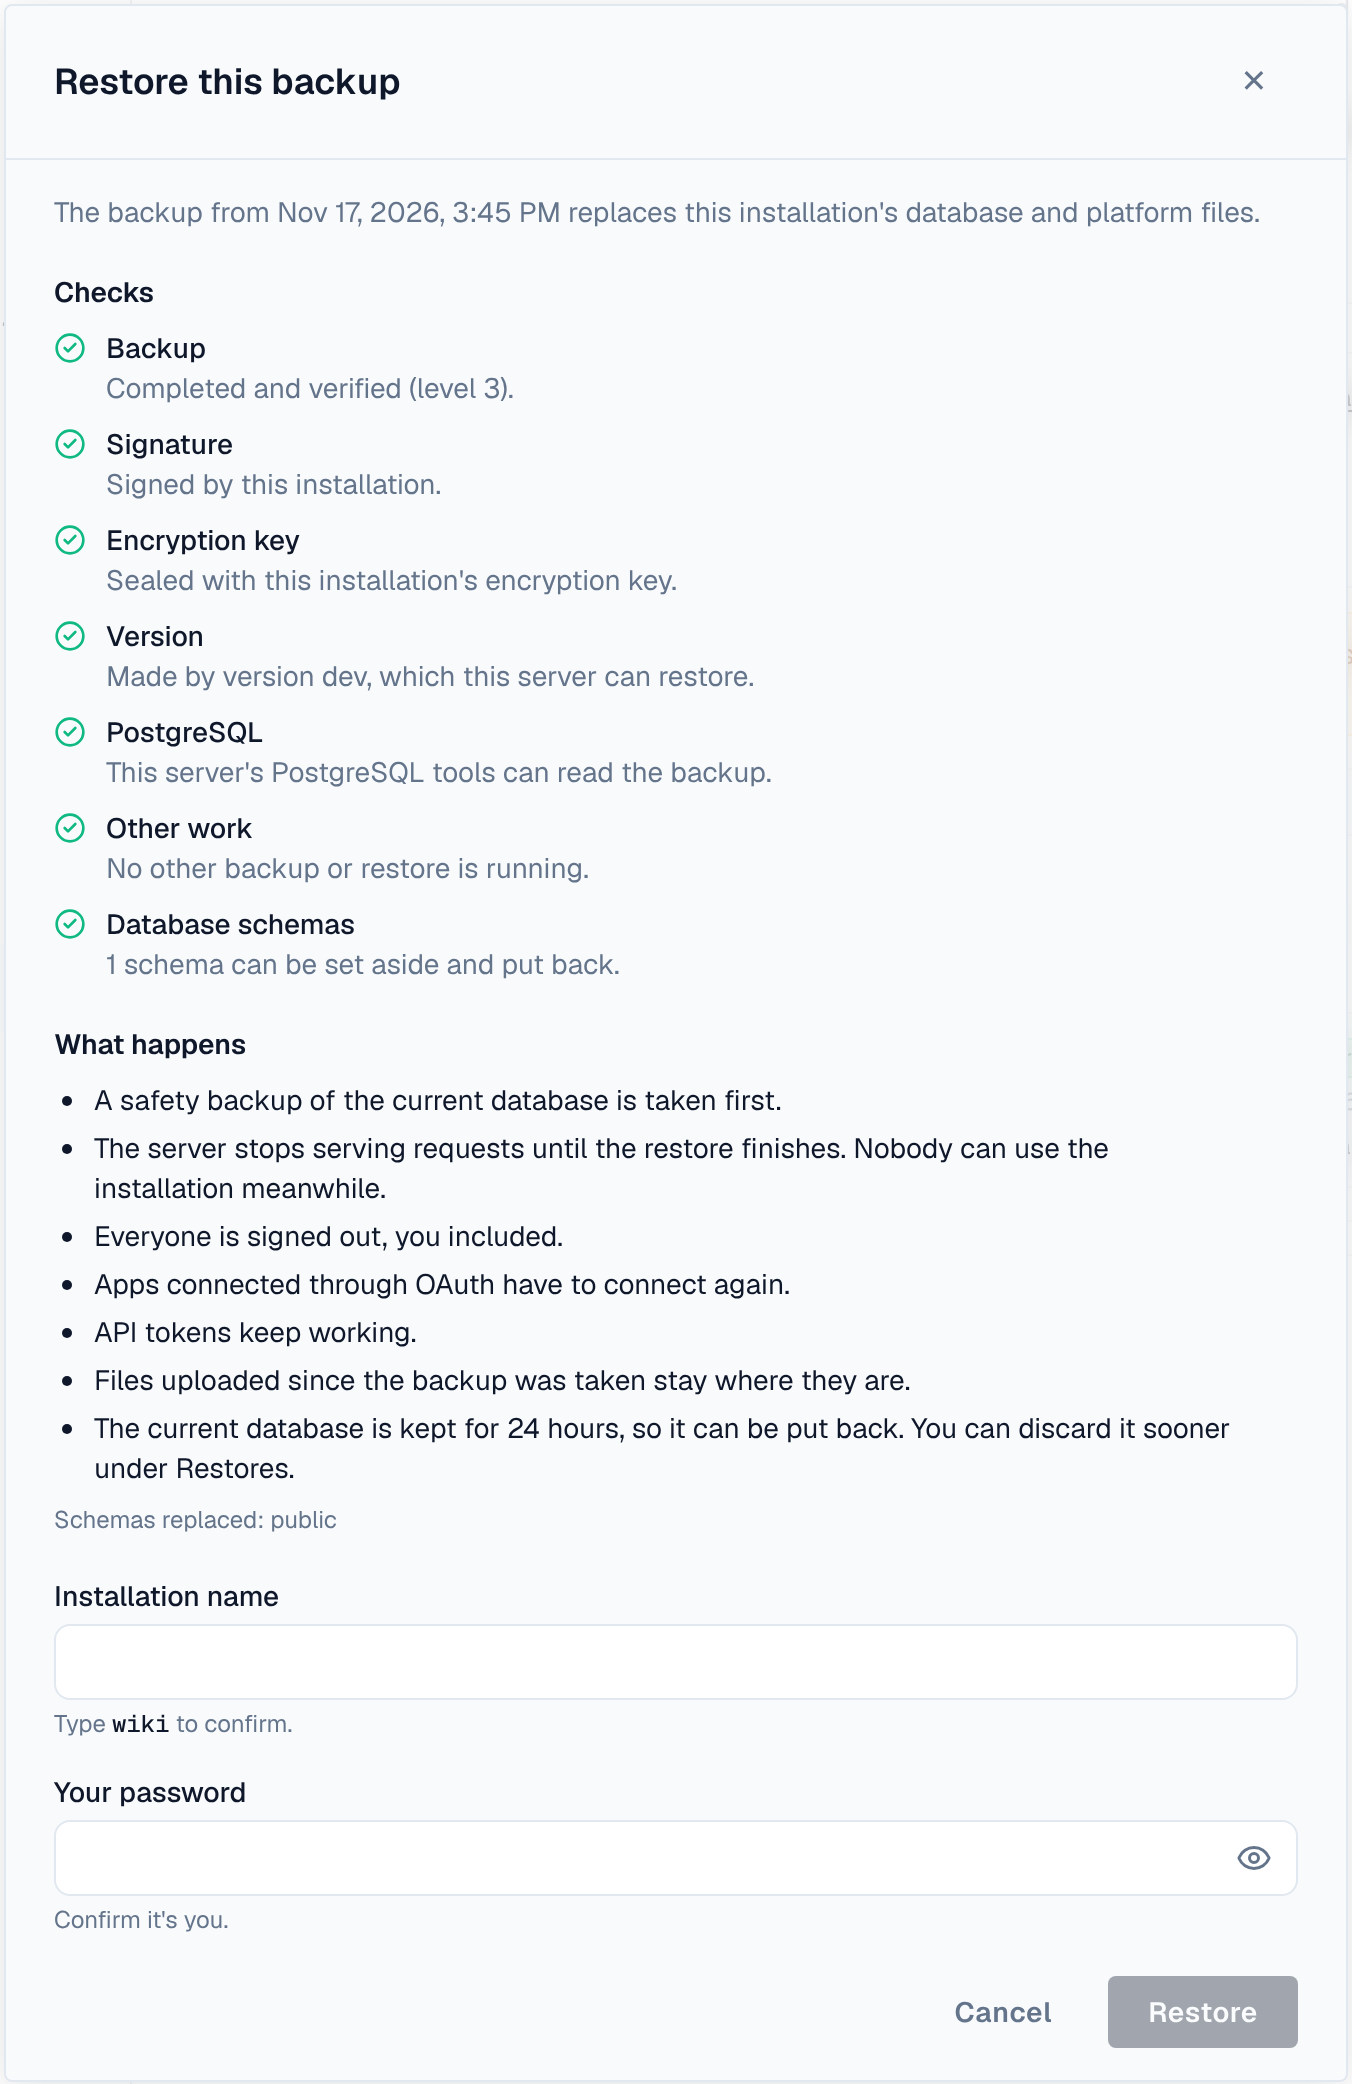 Restore this backup
The backup from Nov 17, 2026, 3:45 PM replaces this installation's database and platform files.
Checks
Backup
Completed and verified (level 3).
Signature
Signed by this installation.
Encryption key
Sealed with this installation's encryption key.
Version
Made by version dev, which this server can restore.
PostgreSQL
This server's PostgreSQL tools can read the backup.
Other work
No other backup or restore is running.
Database schemas
1 schema can be set aside and put back.
What happens
• A safety backup of the current database is taken first.
• The server stops serving requests until the restore finishes. Nobody can use the
installation meanwhile.
• Everyone is signed out, you included.
• Apps connected through OAuth have to connect again.
• API tokens keep working.
• Files uploaded since the backup was taken stay where they are.
• The current database is kept for 24 hours, so it can be put back. You can discard it sooner
under Restores.
Schemas replaced: public
Installation name
Type wiki to confirm.
Your password
Confirm it's you.
Cancel
Restore